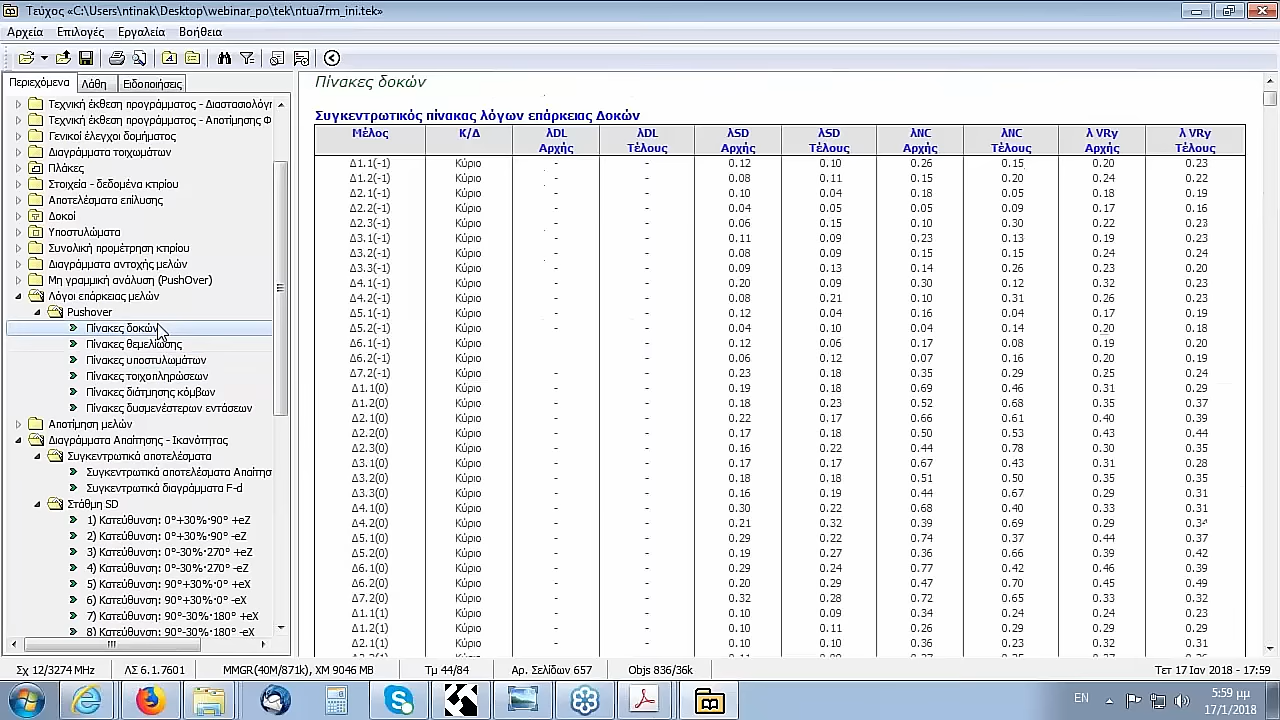 Τεύχος «C:\Users\ntinak\Desktop\webinar_po\tek\ntua7rm_ini.tek»
Αρχεία Επιλογές Εργαλεία Βοήθεια
Περιεχόμενα Λάθη Ειδοποιήσεις
Τεχνική έκθεση προγράμματος - Διαστασιολόγη
Τεχνική έκθεση προγράμματος - Αποτίμησης Φ
Γενικοί έλεγχοι δομήματος
Διαγράμματα τοιχωμάτων
Πλάκες
Στοιχεία - δεδομένα κτηρίου
Αποτελέσματα επίλυσης
Δοκοί
Υποστυλώματα
Συνολική προμέτρηση κτηρίου
Διαγράμματα αντοχής μελών
Μη γραμμική ανάλυση (PushOver)
Λόγοι επάρκειας μελών
Pushover
Πίνακες δοκών
Πίνακες θεμελίωσης
Πίνακες υποστυλωμάτων
Πίνακες τοιχοπληρώσεων
Πίνακες διάτμησης κόμβων
Πίνακες δυσμενέστερων εντάσεων
Αποτίμηση μελών
Διαγράμματα Απαίτησης - Ικανότητας
Συγκεντρωτικά αποτελέσματα
Συγκεντρωτικά αποτελέσματα Απαίτησ
Συγκεντρωτικά διαγράμματα F-d
Στάθμη SD
1) Κατεύθυνση: 0°+30%·90° +eZ
2) Κατεύθυνση: 0°+30%·90° -eZ
3) Κατεύθυνση: 0°-30%·270° +eZ
4) Κατεύθυνση: 0°-30%·270° -eZ
5) Κατεύθυνση: 90°+30%·0° +eX
6) Κατεύθυνση: 90°+30%·0° -eX
7) Κατεύθυνση: 90°-30%·180° +eX
8) Κατεύθυνση: 90°-30%·180° -eX
Πίνακες δοκών
Συγκεντρωτικός πίνακας λόγων επάρκειας Δοκών
Μέλος Κ/Δ λDL λDL λSD λSD λNC λNC λ VRy λ VRy
Αρχής Τέλους Αρχής Τέλους Αρχής Τέλους Αρχής Τέλους
Δ1.1(-1) Κύριο - - 0.12 0.10 0.26 0.15 0.20 0.23
Δ1.2(-1) Κύριο - - 0.08 0.11 0.15 0.20 0.24 0.22
Δ2.1(-1) Κύριο - - 0.10 0.04 0.18 0.05 0.18 0.19
Δ2.2(-1) Κύριο - - 0.04 0.05 0.05 0.09 0.17 0.16
Δ2.3(-1) Κύριο - - 0.06 0.15 0.10 0.30 0.22 0.23
Δ3.1(-1) Κύριο - - 0.11 0.09 0.23 0.13 0.19 0.23
Δ3.2(-1) Κύριο - - 0.08 0.09 0.15 0.15 0.24 0.24
Δ3.3(-1) Κύριο - - 0.09 0.13 0.14 0.26 0.23 0.20
Δ4.1(-1) Κύριο - - 0.20 0.09 0.30 0.12 0.32 0.23
Δ4.2(-1) Κύριο - - 0.08 0.21 0.10 0.31 0.26 0.23
Δ5.1(-1) Κύριο - - 0.12 0.04 0.16 0.04 0.17 0.19
Δ5.2(-1) Κύριο - - 0.04 0.10 0.04 0.14 0.20 0.18
Δ6.1(-1) Κύριο - - 0.12 0.06 0.17 0.08 0.19 0.20
Δ6.2(-1) Κύριο - - 0.06 0.12 0.07 0.16 0.20 0.19
Δ7.2(-1) Κύριο - - 0.23 0.18 0.35 0.29 0.25 0.24
Δ1.1(0) Κύριο - - 0.19 0.18 0.69 0.46 0.31 0.29
Δ1.2(0) Κύριο - - 0.18 0.23 0.52 0.68 0.35 0.37
Δ2.1(0) Κύριο - - 0.22 0.17 0.66 0.61 0.40 0.39
Δ2.2(0) Κύριο - - 0.17 0.18 0.50 0.53 0.43 0.44
Δ2.3(0) Κύριο - - 0.16 0.22 0.44 0.78 0.30 0.35
Δ3.1(0) Κύριο - - 0.17 0.17 0.67 0.43 0.31 0.28
Δ3.2(0) Κύριο - - 0.18 0.18 0.51 0.50 0.35 0.35
Δ3.3(0) Κύριο - - 0.16 0.19 0.44 0.67 0.29 0.31
Δ4.1(0) Κύριο - - 0.30 0.22 0.68 0.40 0.33 0.31
Δ4.2(0) Κύριο - - 0.21 0.32 0.39 0.69 0.29
Δ5.1(0) Κύριο - - 0.29 0.22 0.74 0.37 0.44 0.37
Δ5.2(0) Κύριο - - 0.19 0.27 0.36 0.66 0.39 0.42
Δ6.1(0) Κύριο - - 0.29 0.24 0.77 0.42 0.46 0.39
Δ6.2(0) Κύριο - - 0.20 0.29 0.47 0.70 0.45 0.49
Δ7.2(0) Κύριο - - 0.32 0.28 0.72 0.65 0.33 0.32
Δ1.1(1) Κύριο - - 0.10 0.09 0.34 0.24 0.24 0.23
Δ1.2(1) Κύριο - - 0.10 0.11 0.26 0.29 0.29 0.29
Δ2.1(1) Κύριο - - 0.10 0.10 0.36 0.23 0.32 0.31
Σχ 12/3274 MHz ΛΣ 6.1.7601 MMGR(40M/871k), XM 9046 MB Τμ 44/84 Αρ. Σελίδων 657 Objs 836/36k Τετ 17 Ιαν 2018 - 17:59
EN 5:59 μμ
17/1/2018